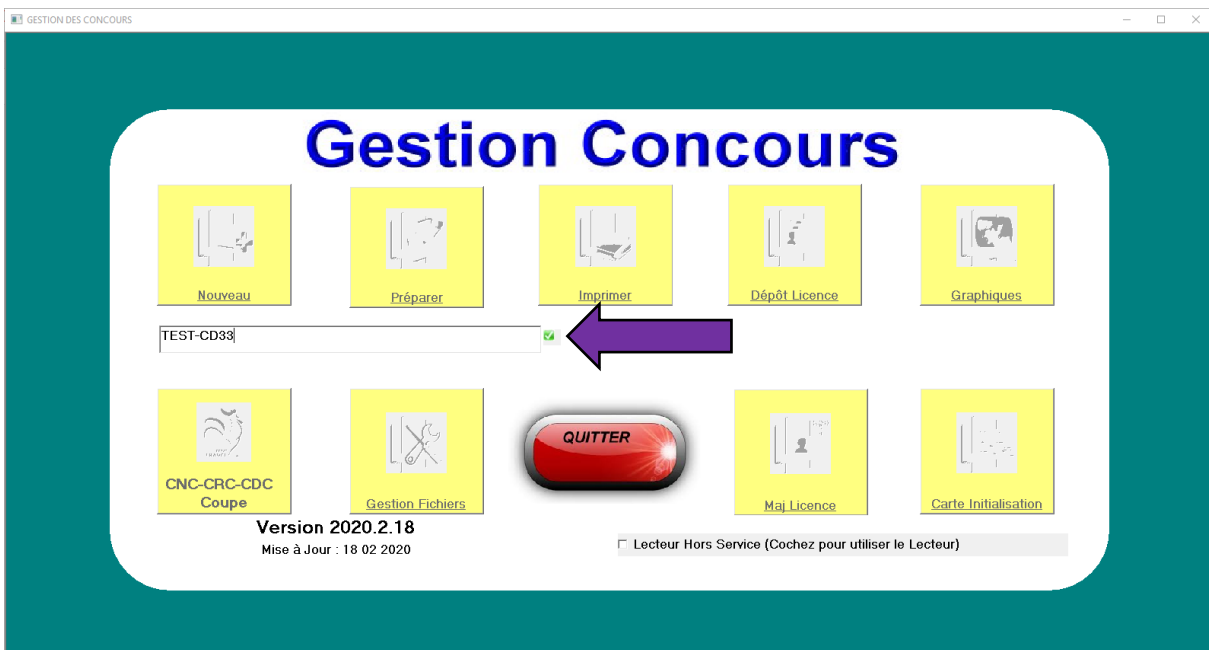 GESTION DES CONCOURS
Gestion Concours
Nouveau
Préparer
Imprimer
Dépôt Licence
Graphiques
TEST-CD33
CNC-CRC-CDC
Coupe
Gestion Fichiers
QUITTER
Maj Licence
Carte Initialisation
Version 2020.2.18
Mise à Jour : 18 02 2020
Lecteur Hors Service (Cochez pour utiliser le Lecteur)